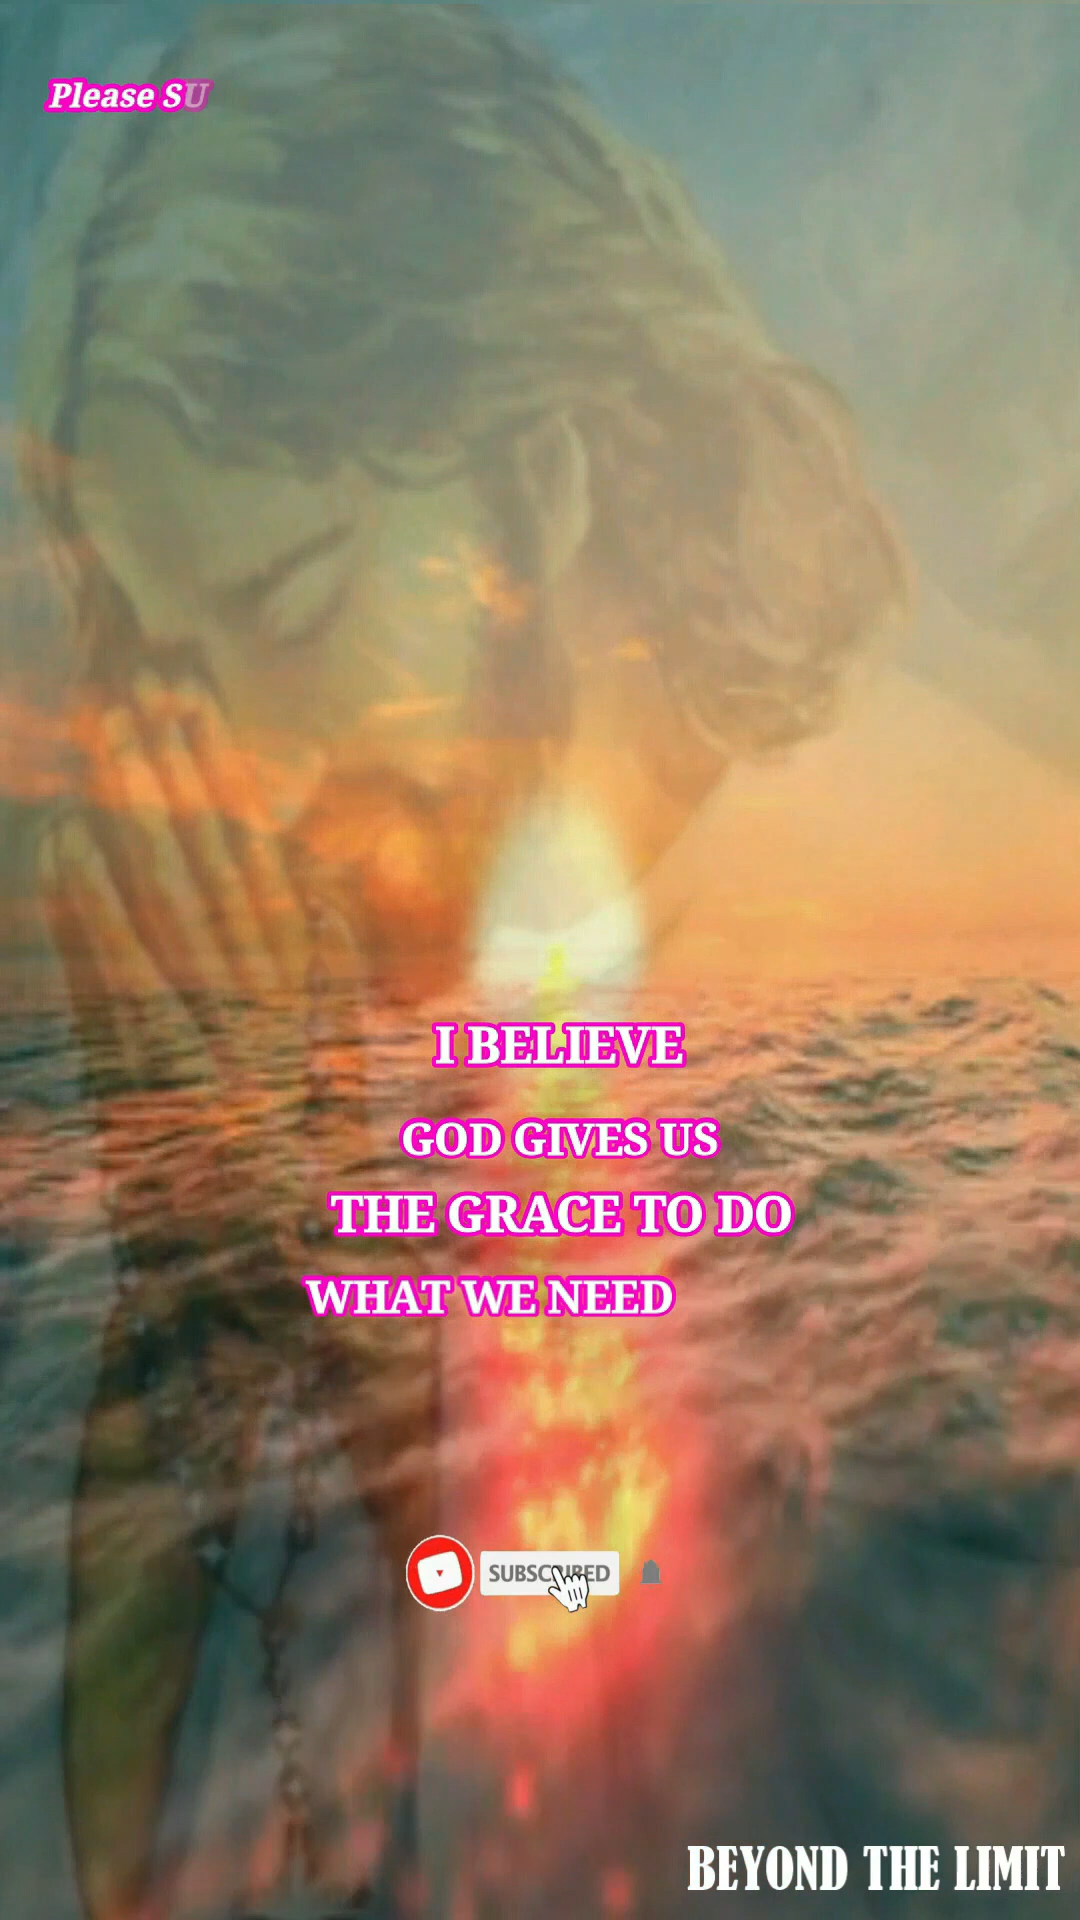 Please SU
I BELIEVE
GOD GIVES US
THE GRACE TO DO
WHAT WE NEED
SUBSCRIBED
BEYOND THE LIMIT